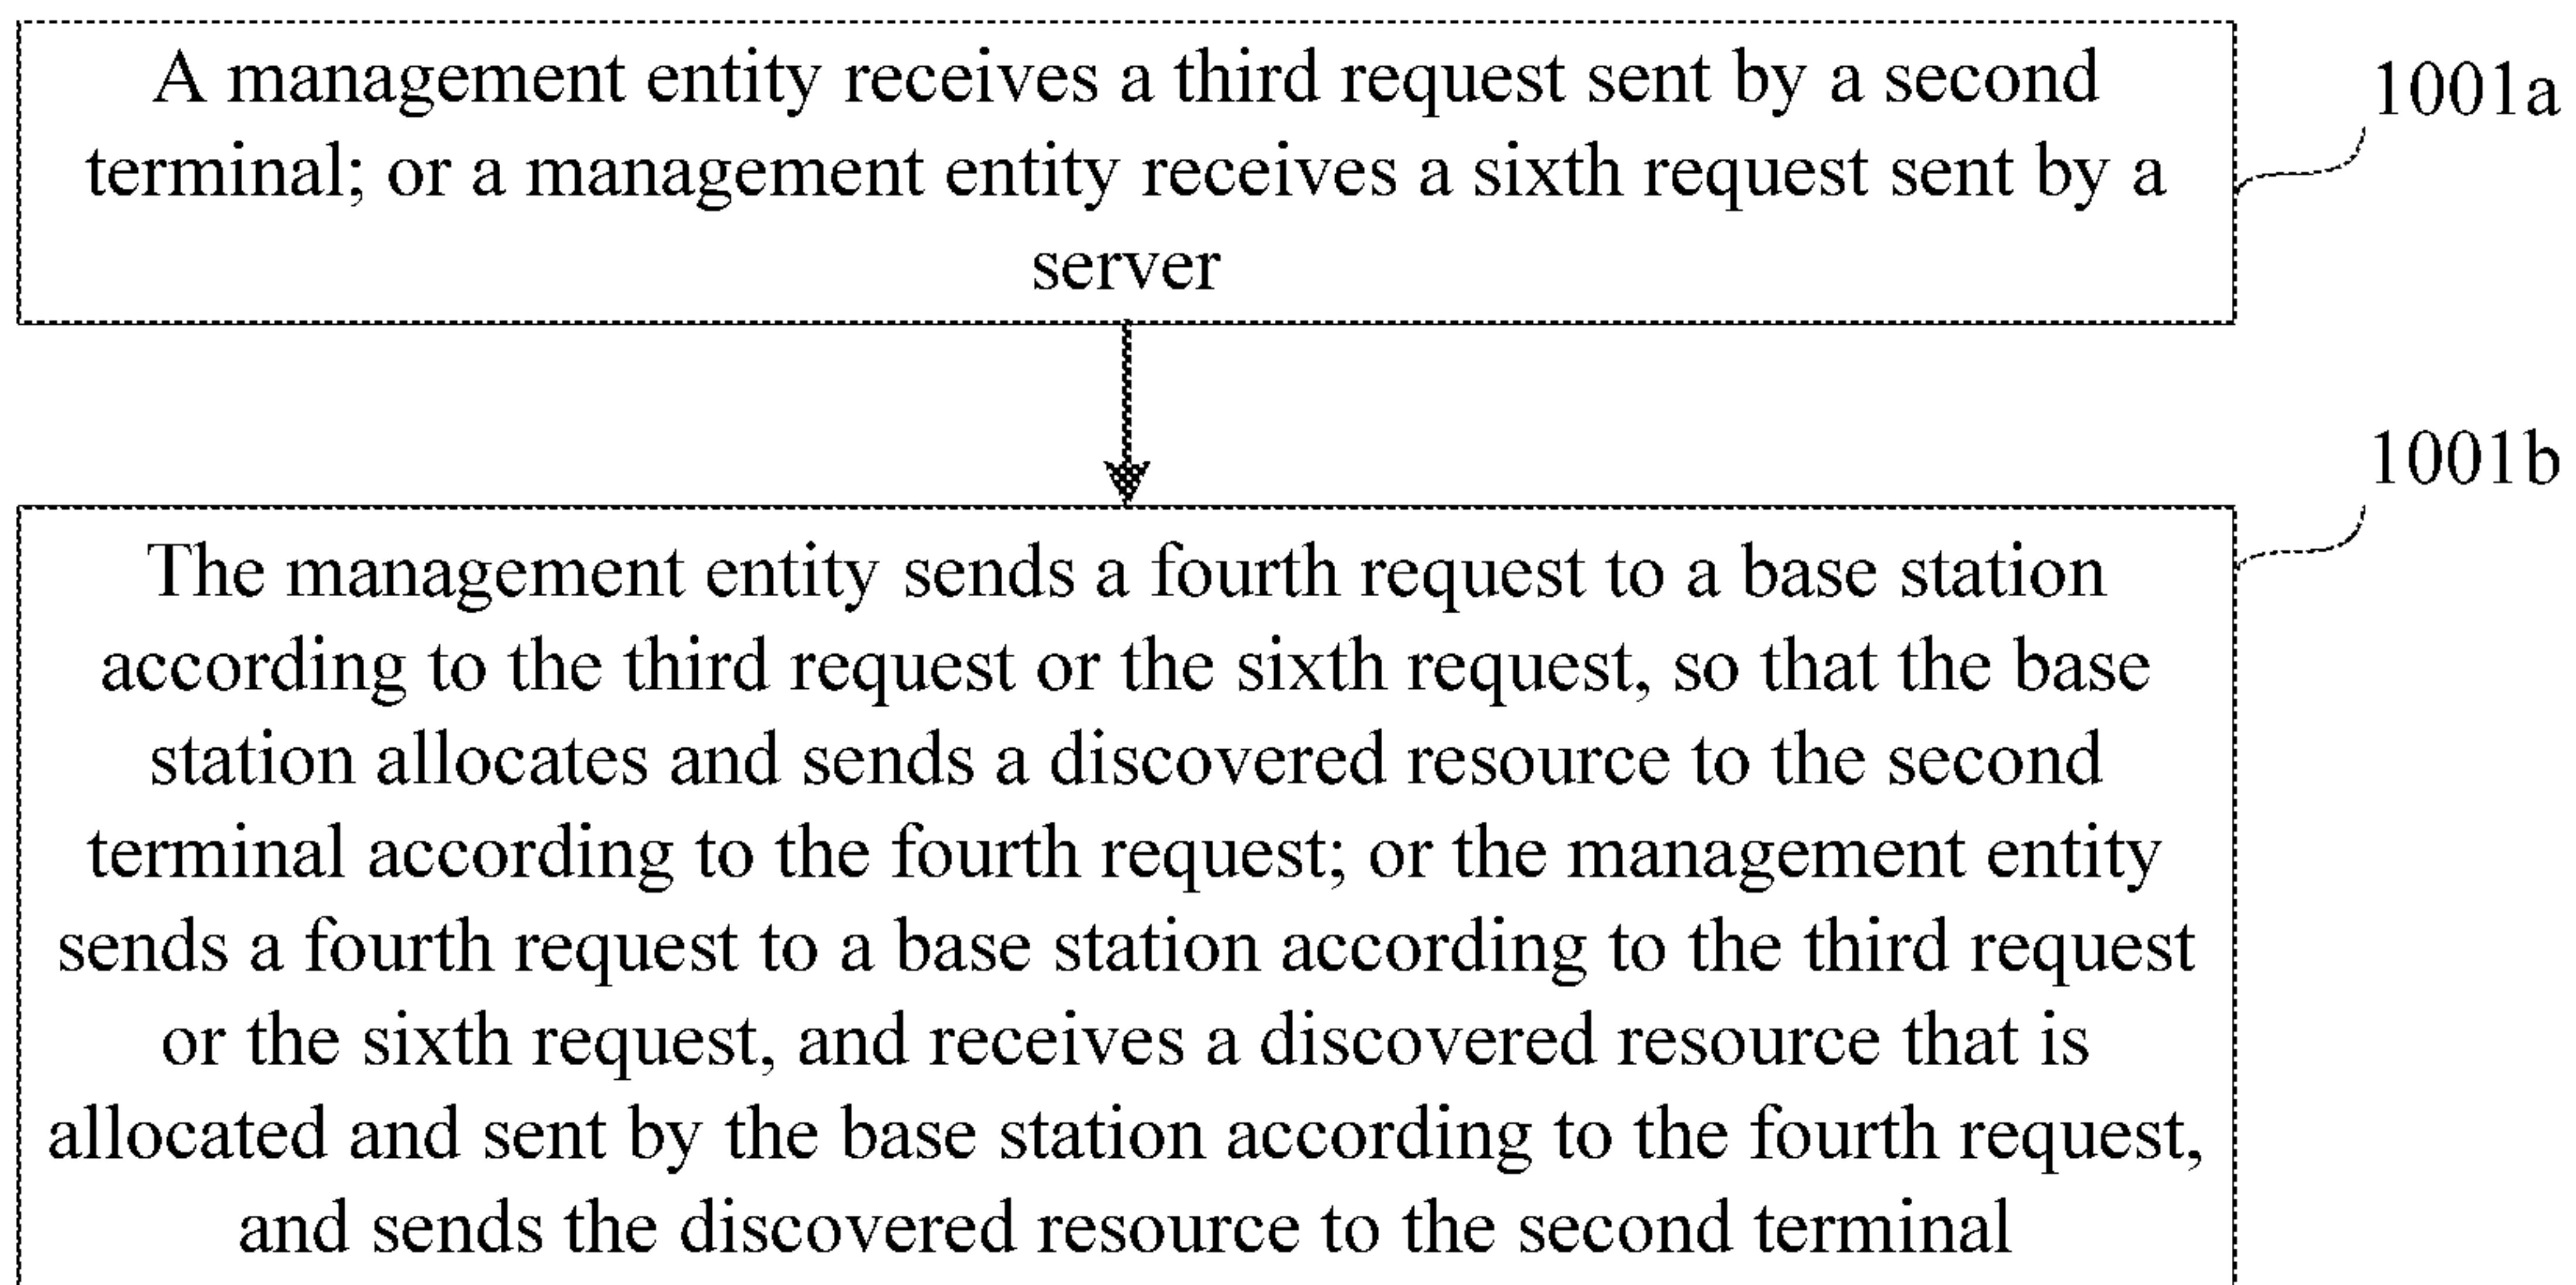 A management entity receives a third request sent by a second
terminal; or a management entity receives a sixth request sent by a
server
1001a
1001b
The management entity sends a fourth request to a base station
according to the third request or the sixth request, so that the base
station allocates and sends a discovered resource to the second
terminal according to the fourth request; or the management entity
sends a fourth request to a base station according to the third request
or the sixth request, and receives a discovered resource that is
allocated and sent by the base station according to the fourth request,
and sends the discovered resource to the second terminal